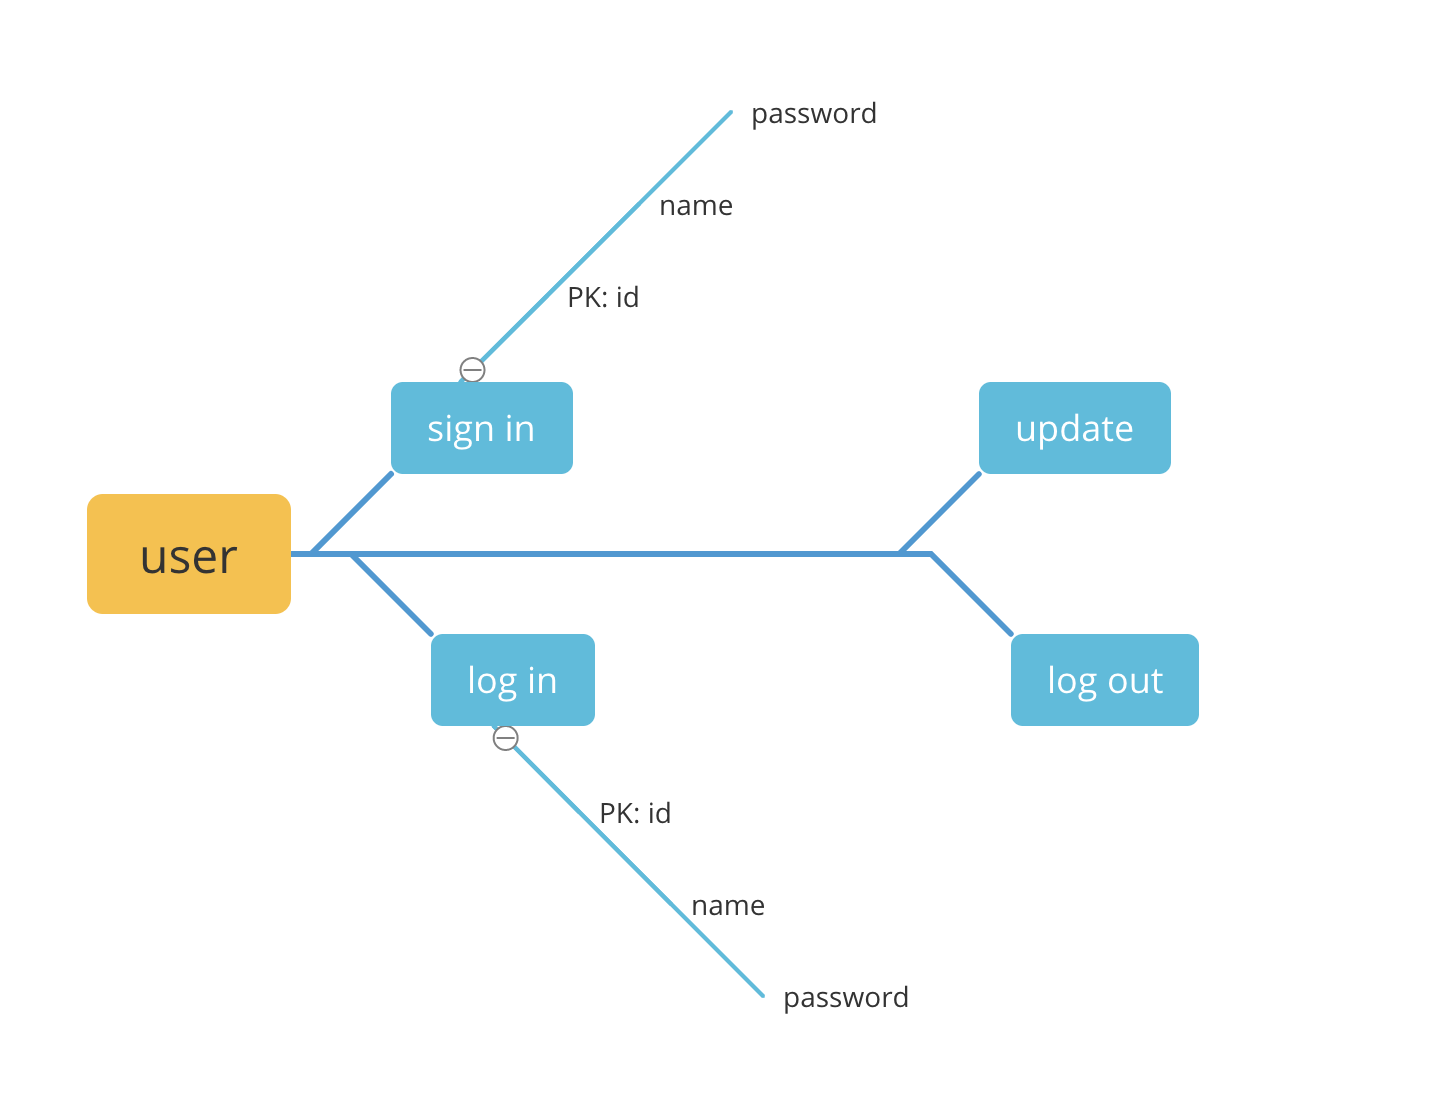 password
name
PK: id
sign in
update
user
log in
log out
PK: id
name
password